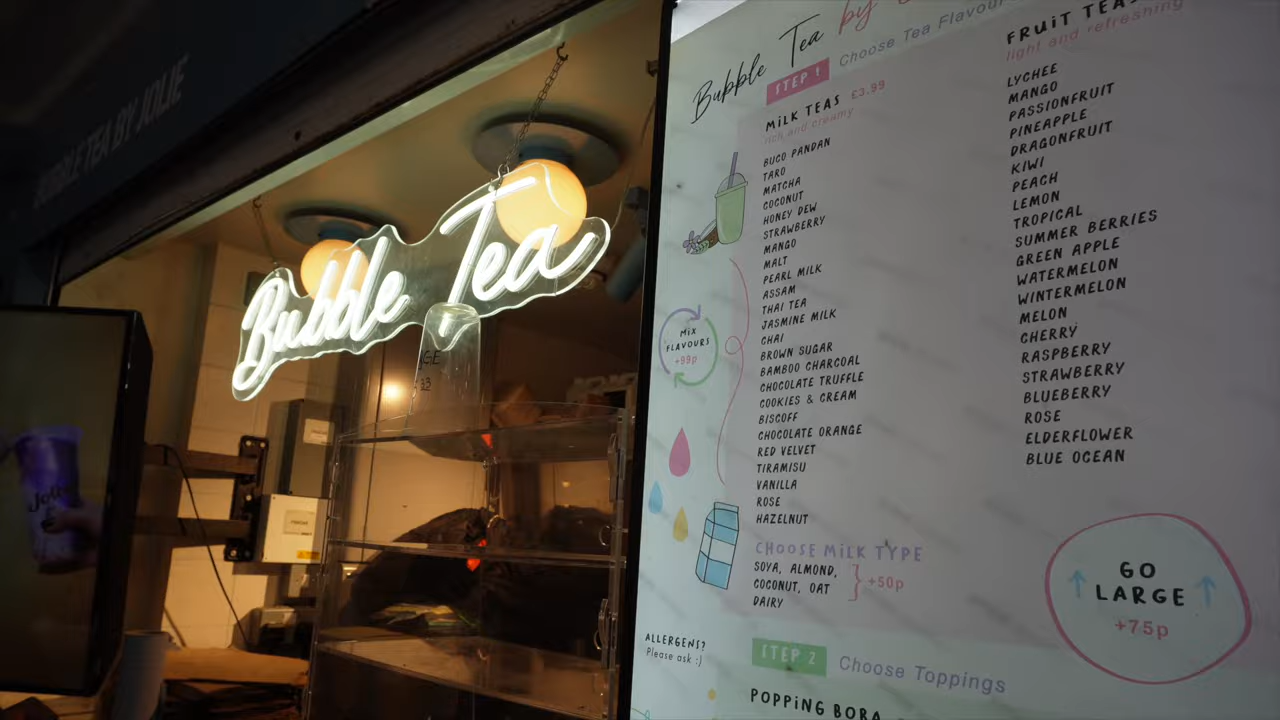 BUBBLE TEA BY JOLIE
Bubble Tea
Bubble Tea by
STEP 1 Choose Tea Flavour
MiLK TEAS £3.99
rich and creamy
BUCO PANDAN
TARO
MATCHA
COCONUT
HONEY DEW
STRAWBERRY
MANGO
MALT
PEARL MILK
ASSAM
THAI TEA
JASMINE MILK
CHAI
BROWN SUGAR
BAMBOO CHARCOAL
CHOCOLATE TRUFFLE
COOKIES & CREAM
BISCOFF
CHOCOLATE ORANGE
RED VELVET
TIRAMISU
VANILLA
ROSE
HAZELNUT
FRUiT TEAS
light and refreshing
LYCHEE
MANGO
PASSIONFRUIT
PINEAPPLE
DRAGONFRUIT
KIWI
PEACH
LEMON
TROPICAL
SUMMER BERRIES
GREEN APPLE
WATERMELON
WINTERMELON
MELON
CHERRY
RASPBERRY
STRAWBERRY
BLUEBERRY
ROSE
ELDERFLOWER
BLUE OCEAN
MiX
FLAVOURS
+99p
CHOOSE MiLK TYPE
SOYA, ALMOND,
COCONUT, OAT
DAIRY
+50p
GO
LARGE
+75p
ALLERGENS?
Please ask :)
STEP 2 Choose Toppings
POPPiNG BOBA
Jolie